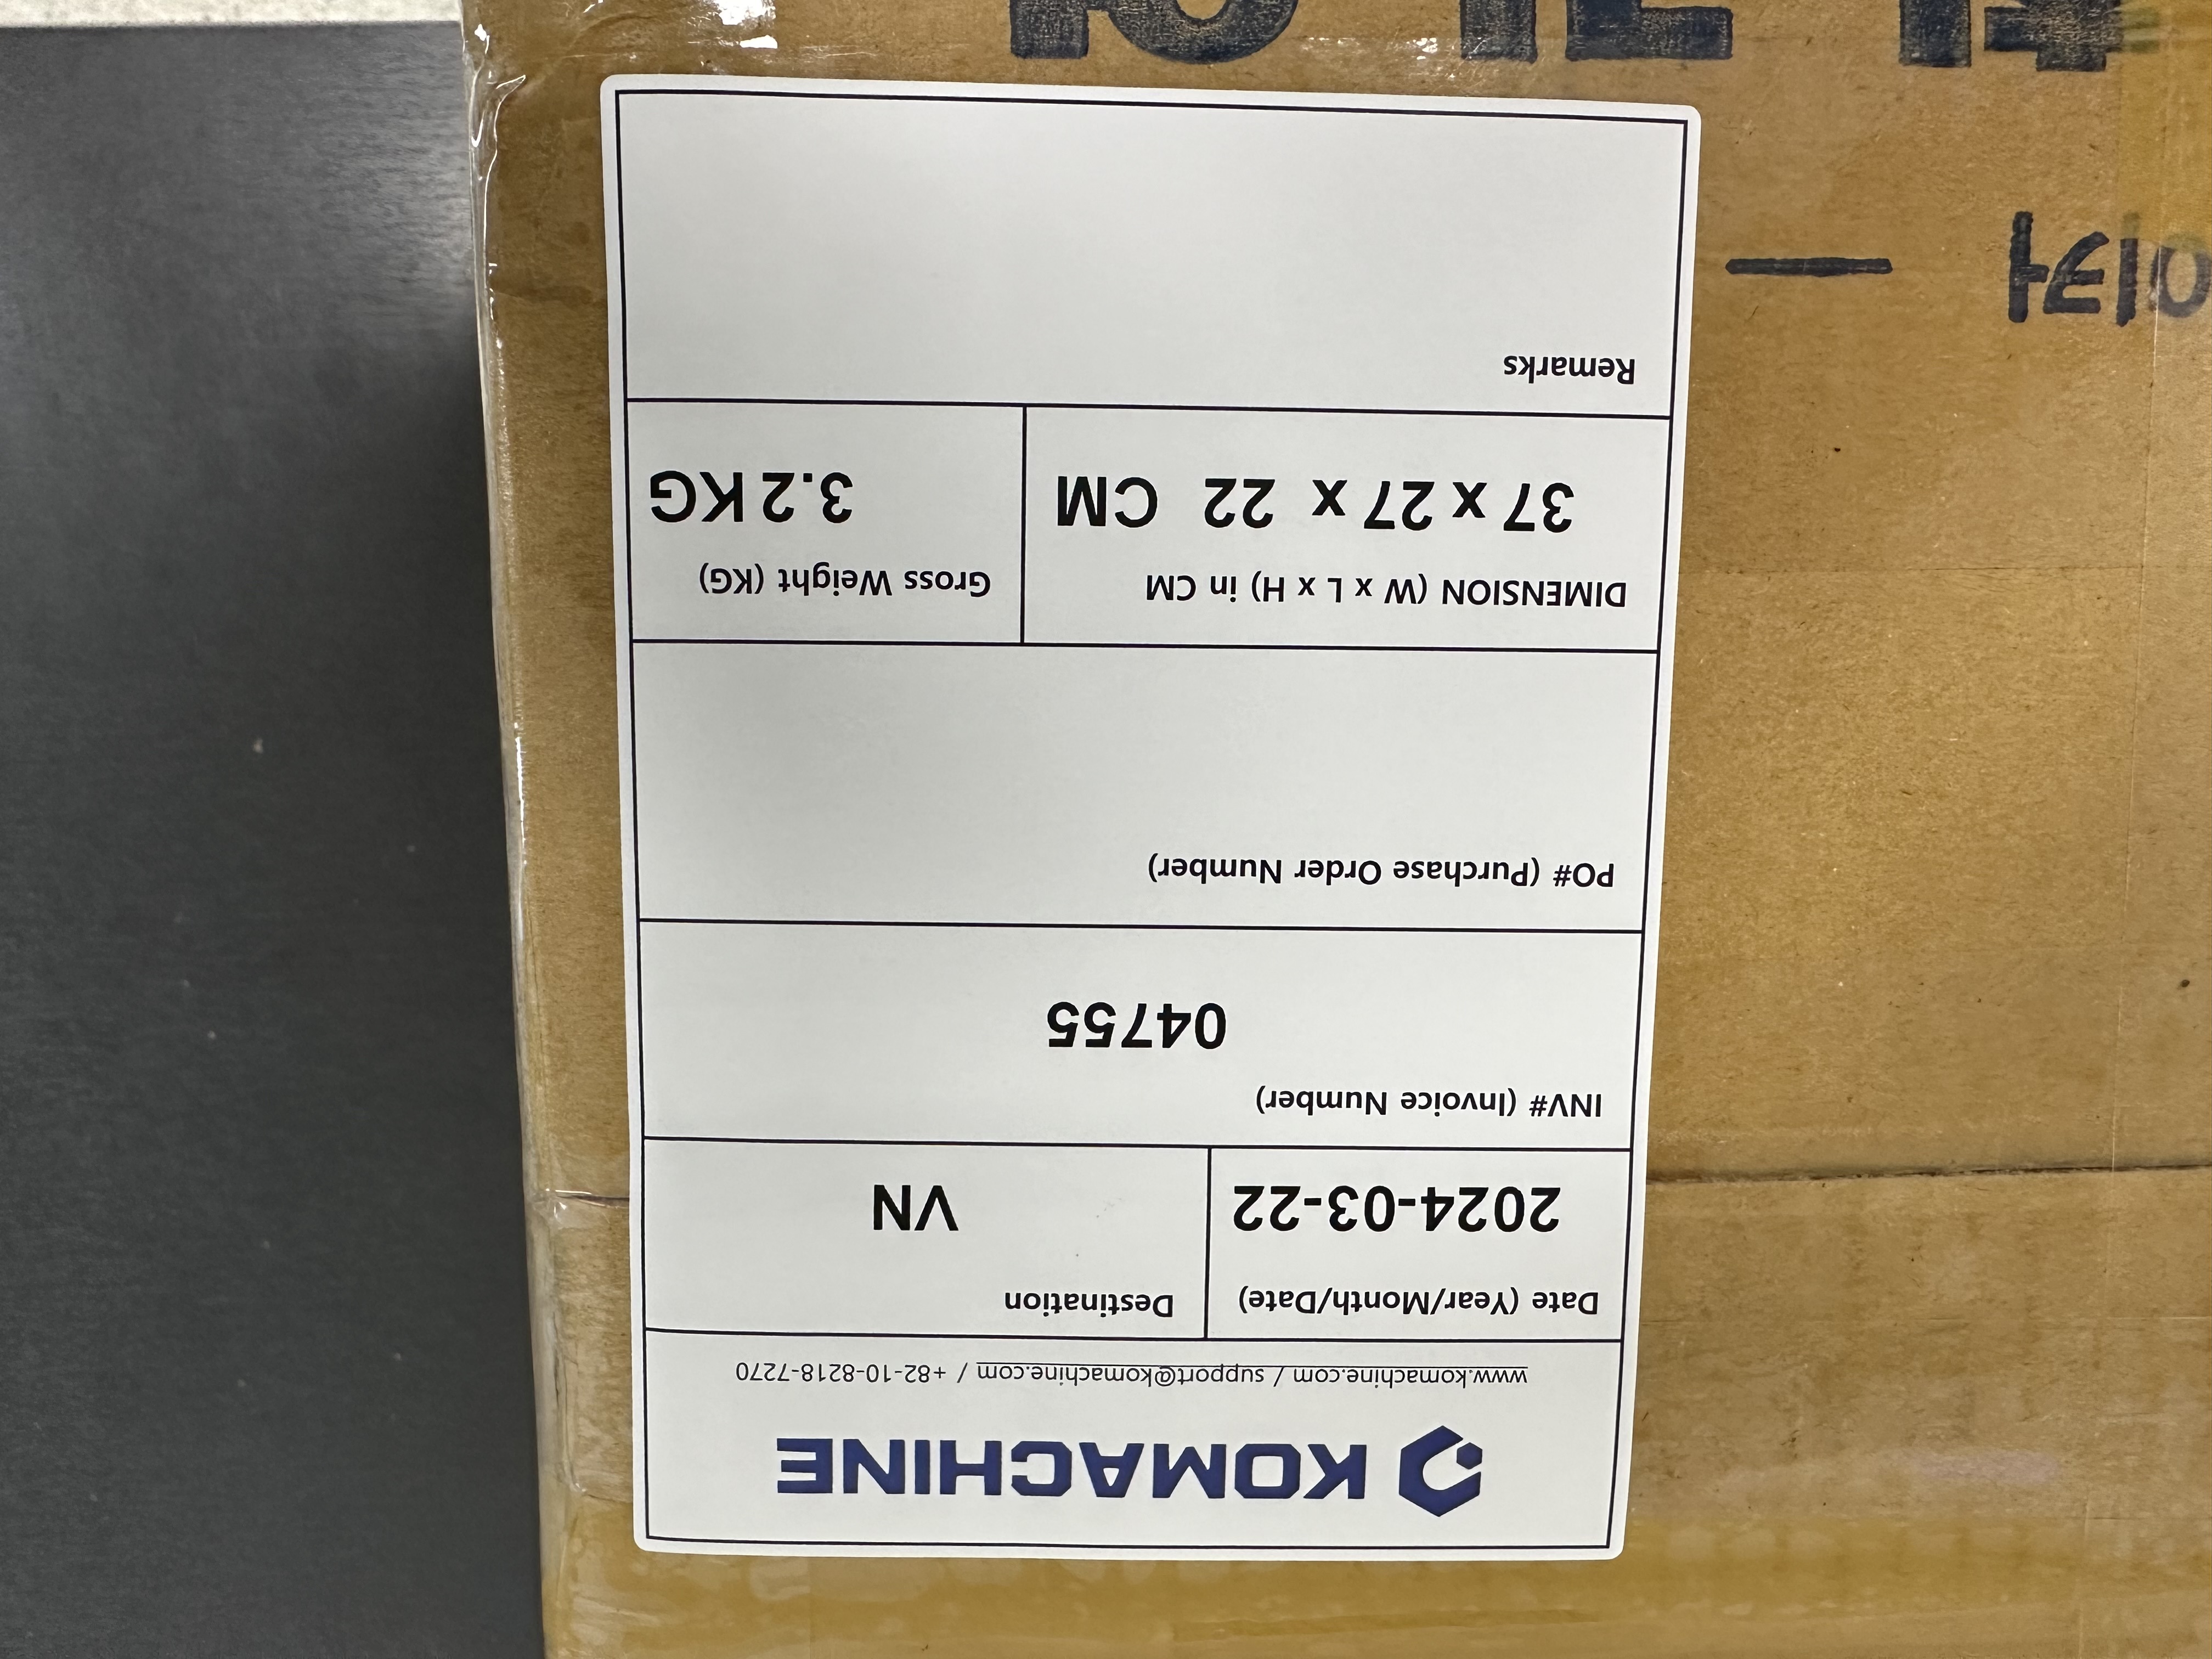 KOMACHINE
www.komachine.com / support@komachine.com / +82-10-8218-7270
Date (Year/Month/Date)
2024-03-22
Destination
VN
INV# (Invoice Number)
04755
PO# (Purchase Order Number)
DIMENSION (W x L x H) in CM
37 x 27 x 22 CM
Gross Weight (KG)
3.2 KG
Remarks